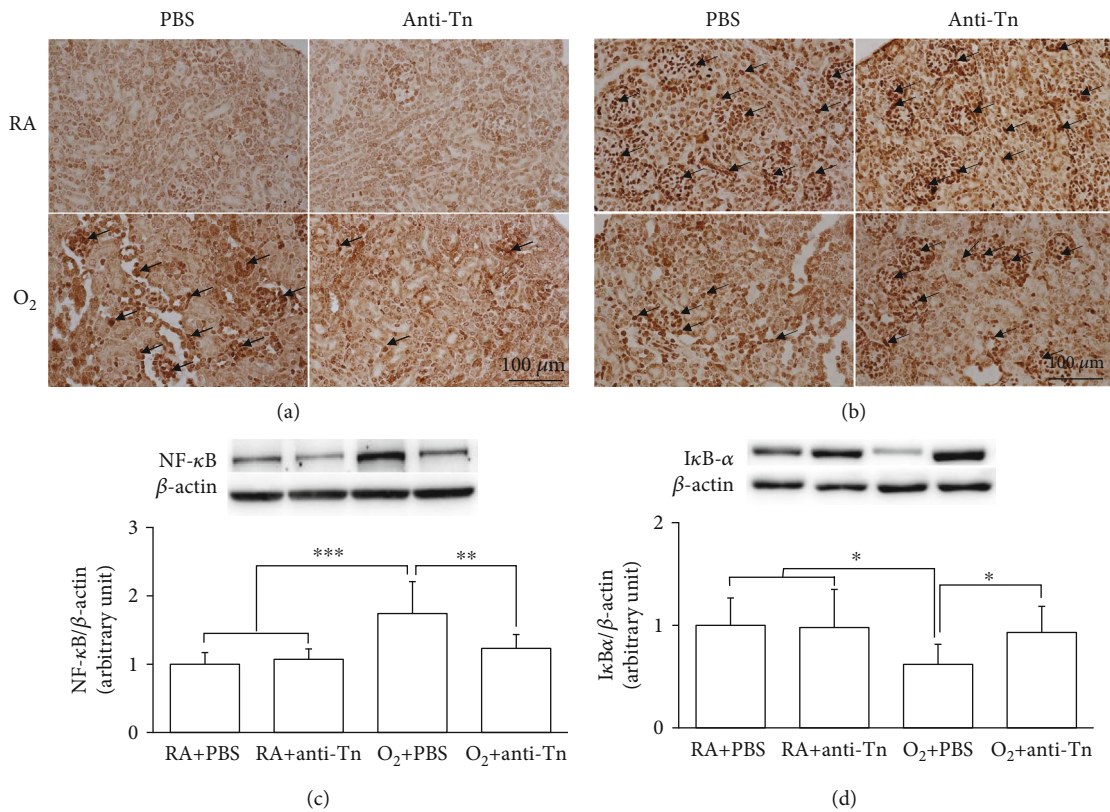 PBS Anti-Tn PBS Anti-Tn
RA
O₂
100 μm 100 μm
(a) (b)
NF-κB
β-actin
IκB-α
β-actin
3
2
1
0
NF-κB/β-actin
(arbitrary unit)
*** **
RA+PBS RA+anti-Tn O₂+PBS O₂+anti-Tn
(c)
2
1
0
IκBα/β-actin
(arbitrary unit)
* *
RA+PBS RA+anti-Tn O₂+PBS O₂+anti-Tn
(d)